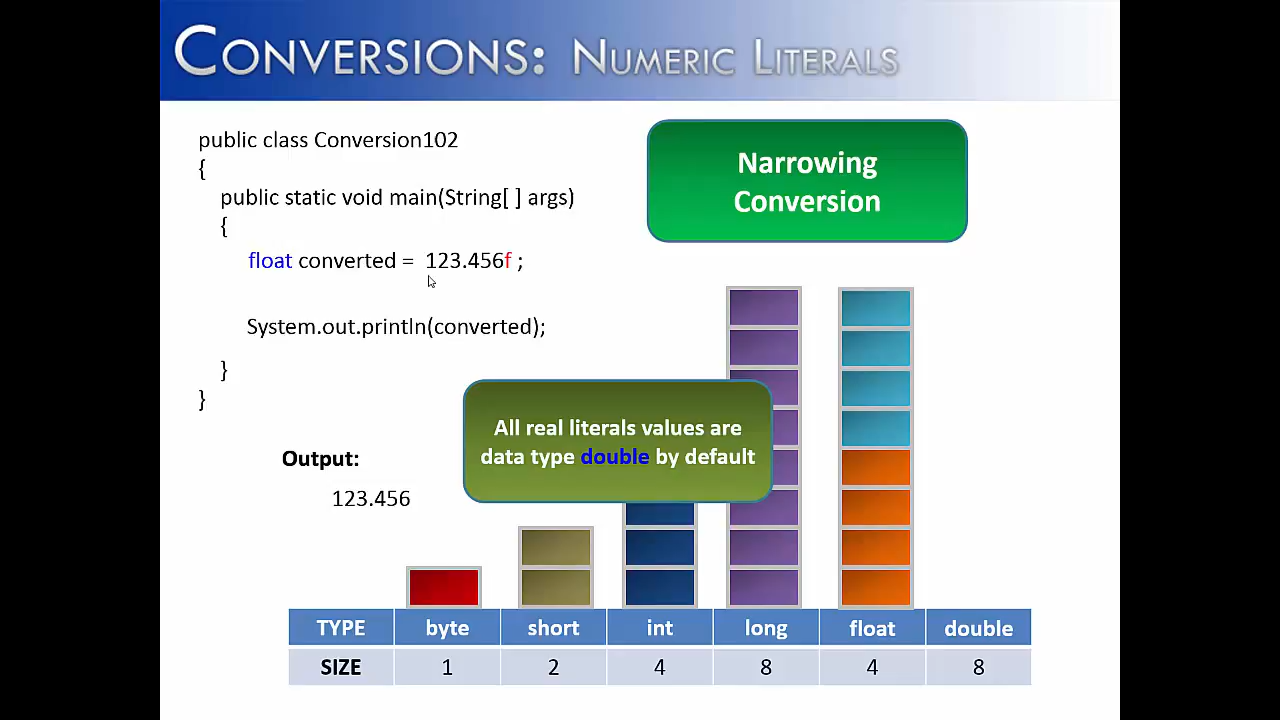 CONVERSIONS: NUMERIC LITERALS
public class Conversion102
{
public static void main(String[ ] args)
{
float converted = 123.456f ;
System.out.println(converted);
}
}
Output:
123.456
Narrowing
Conversion
All real literals values are
data type double by default
TYPE byte short int long float double
SIZE 1 2 4 8 4 8